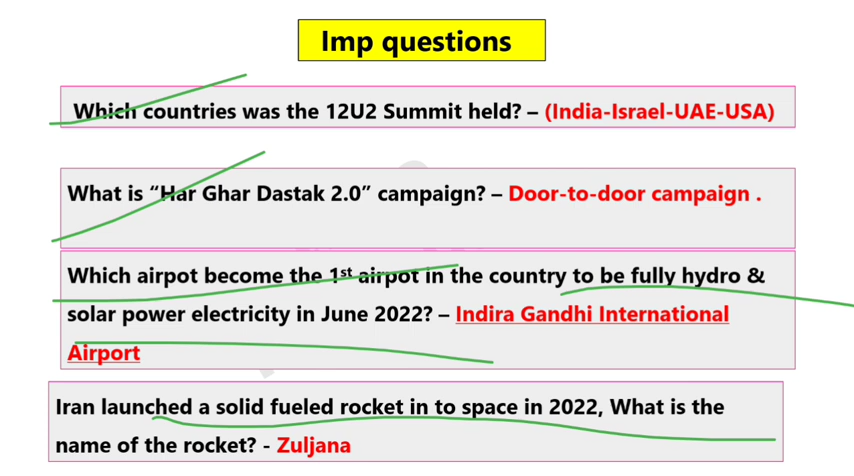 Imp questions
Which countries was the 12U2 Summit held? – (India-Israel-UAE-USA)
What is “Har Ghar Dastak 2.0” campaign? – Door-to-door campaign .
Which airpot become the 1st airpot in the country to be fully hydro &
solar power electricity in June 2022? – Indira Gandhi International
Airport
Iran launched a solid fueled rocket in to space in 2022, What is the
name of the rocket? - Zuljana